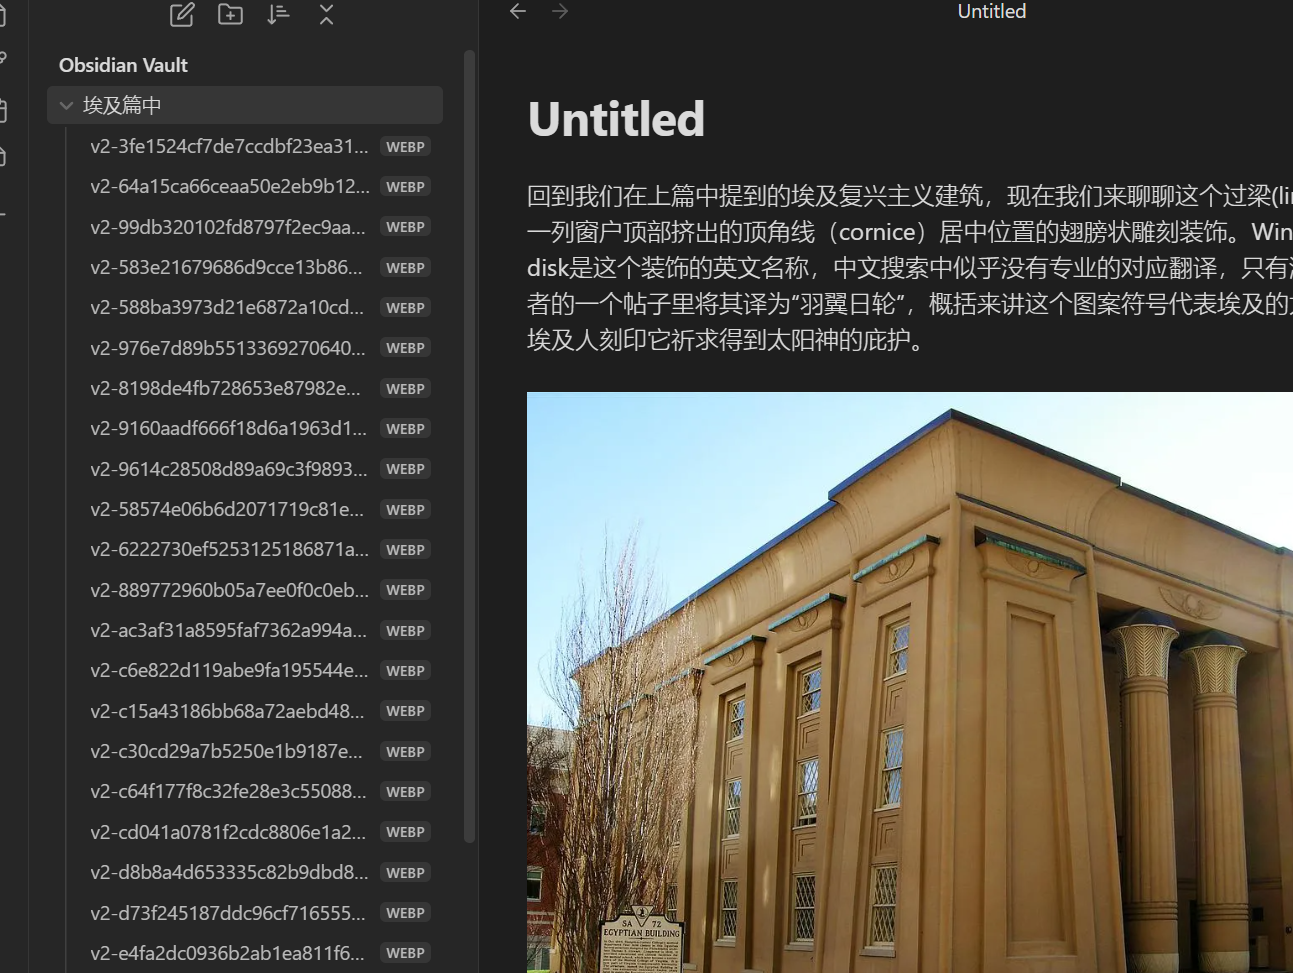 Untitled
Obsidian Vault
埃及篇中
v2-3fe1524cf7de7ccdbf23ea31... WEBP
v2-64a15ca66ceaa50e2eb9b12... WEBP
v2-99db320102fd8797f2ec9aa... WEBP
v2-583e21679686d9cce13b86... WEBP
v2-588ba3973d21e6872a10cd... WEBP
v2-976e7d89b5513369270640... WEBP
v2-8198de4fb728653e87982e... WEBP
v2-9160aadf666f18d6a1963d1... WEBP
v2-9614c28508d89a69c3f9893... WEBP
v2-58574e06b6d2071719c81e... WEBP
v2-6222730ef5253125186871a... WEBP
v2-889772960b05a7ee0f0c0eb... WEBP
v2-ac3af31a8595faf7362a994a... WEBP
v2-c6e822d119abe9fa195544e... WEBP
v2-c15a43186bb68a72aebd48... WEBP
v2-c30cd29a7b5250e1b9187e... WEBP
v2-c64f177f8c32fe28e3c55088... WEBP
v2-cd041a0781f2cdc8806e1a2... WEBP
v2-d8b8a4d653335c82b9dbd8... WEBP
v2-d73f245187ddc96cf716555... WEBP
v2-e4fa2dc0936b2ab1ea811f6... WEBP
Untitled
回到我们在上篇中提到的埃及复兴主义建筑，现在我们来聊聊这个过梁(li
一列窗户顶部挤出的顶角线（cornice）居中位置的翅膀状雕刻装饰。Win
disk是这个装饰的英文名称，中文搜索中似乎没有专业的对应翻译，只有
者的一个帖子里将其译为“羽翼日轮”，概括来讲这个图案符号代表埃及的
埃及人刻印它祈求得到太阳神的庇护。
SA 72
EGYPTIAN BUILDING